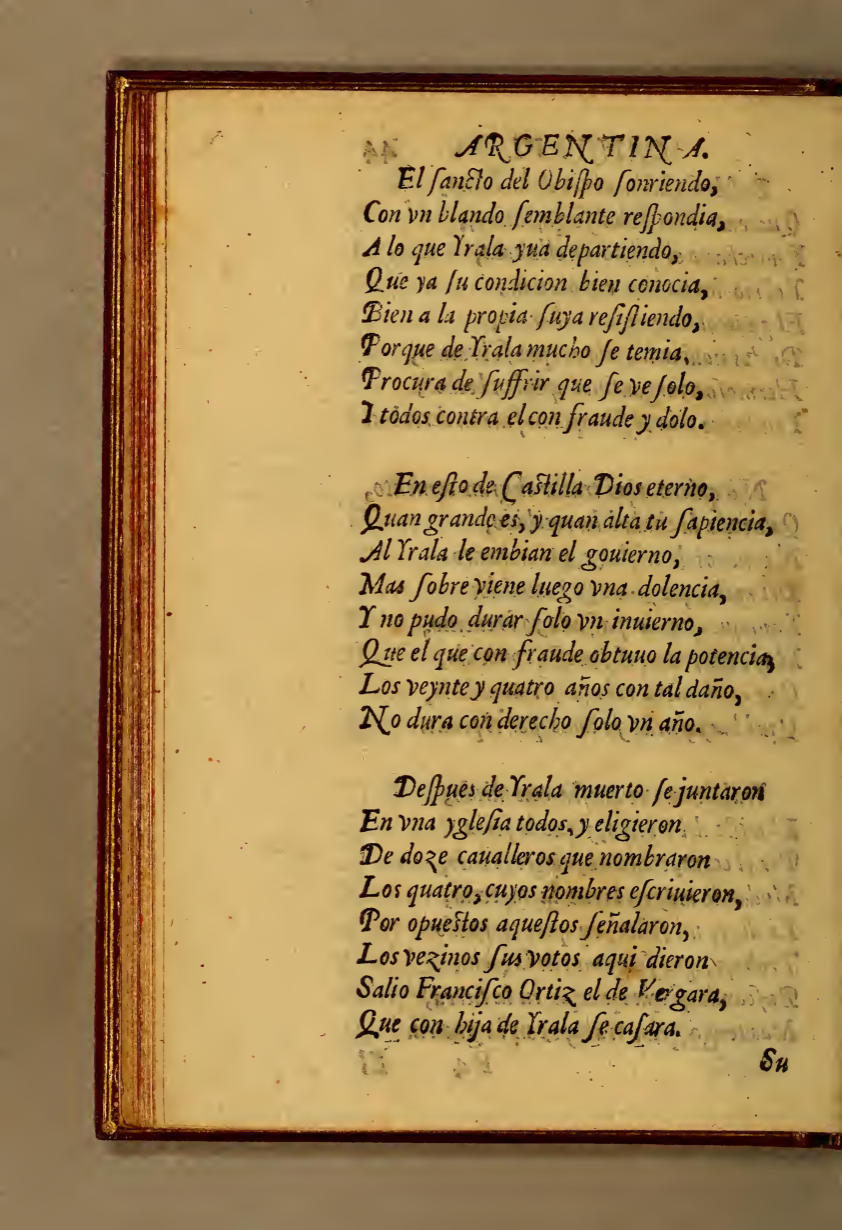 ARGENTINA.
El sancto del Obispo sonriendo,
Con vn blando semblante respondia,
A lo que Yrala yua departiendo,
Que ya su condicion bien conocia,
Bien a la propia suya resistiendo,
Porque de Yrala mucho se temia,
Procura de suffrir que se ve solo,
I todos contra el con fraude y dolo.
En esto de Castilla Dios eterno,
Quan grande es, y quan alta tu sapiencia,
Al Yrala le embian el gouierno,
Mas sobre viene luego vna dolencia,
Y no pudo durar solo vn inuierno,
Que el que con fraude obtuuo la potencia,
Los veynte y quatro años con tal daño,
No dura con derecho solo vn año.
Despues de Yrala muerto se juntaron
En vna yglesia todos, y eligieron
De doze caualleros que nombraron
Los quatro, cuyos nombres escriuieron,
Por opuestos aquestos señalaron,
Los vezinos sus votos aqui dieron
Salio Francisco Ortiz el de Vergara,
Que con hija de Yrala se casara.
Su